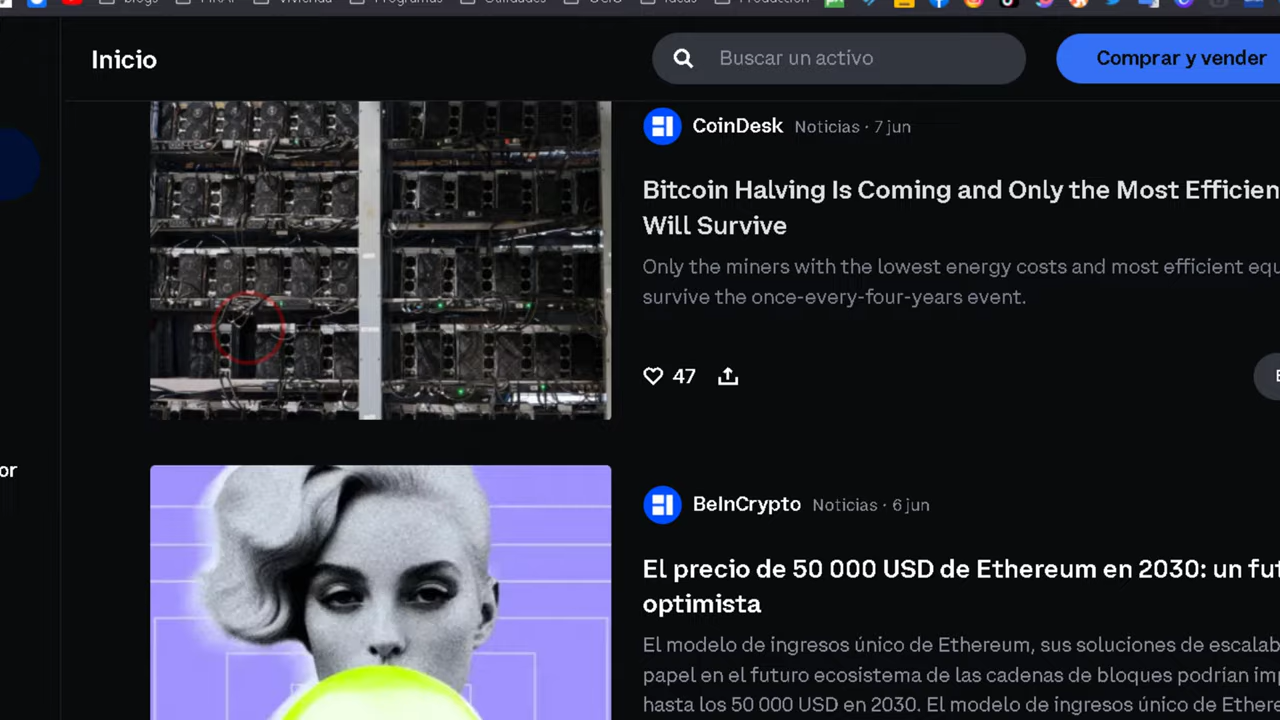 Inicio
Buscar un activo
Comprar y vender
CoinDesk Noticias · 7 jun
Bitcoin Halving Is Coming and Only the Most Efficien
Will Survive
Only the miners with the lowest energy costs and most efficient equ
survive the once-every-four-years event.
47
or
BeInCrypto Noticias · 6 jun
El precio de 50 000 USD de Ethereum en 2030: un fut
optimista
El modelo de ingresos único de Ethereum, sus soluciones de escalab
papel en el futuro ecosistema de las cadenas de bloques podrían imp
hasta los 50 000 USD en 2030. El modelo de ingresos único de Ethere